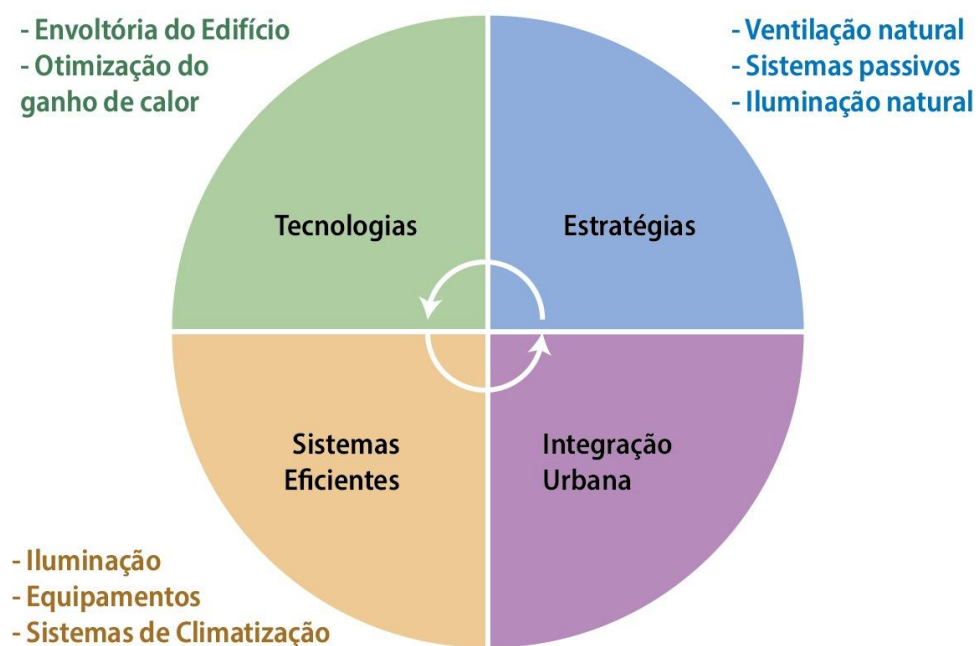 - Envoltória do Edifício
- Otimização do
ganho de calor
- Ventilação natural
- Sistemas passivos
- Iluminação natural
Tecnologias
Estratégias
Sistemas
Eficientes
Integração
Urbana
- Iluminação
- Equipamentos
- Sistemas de Climatização